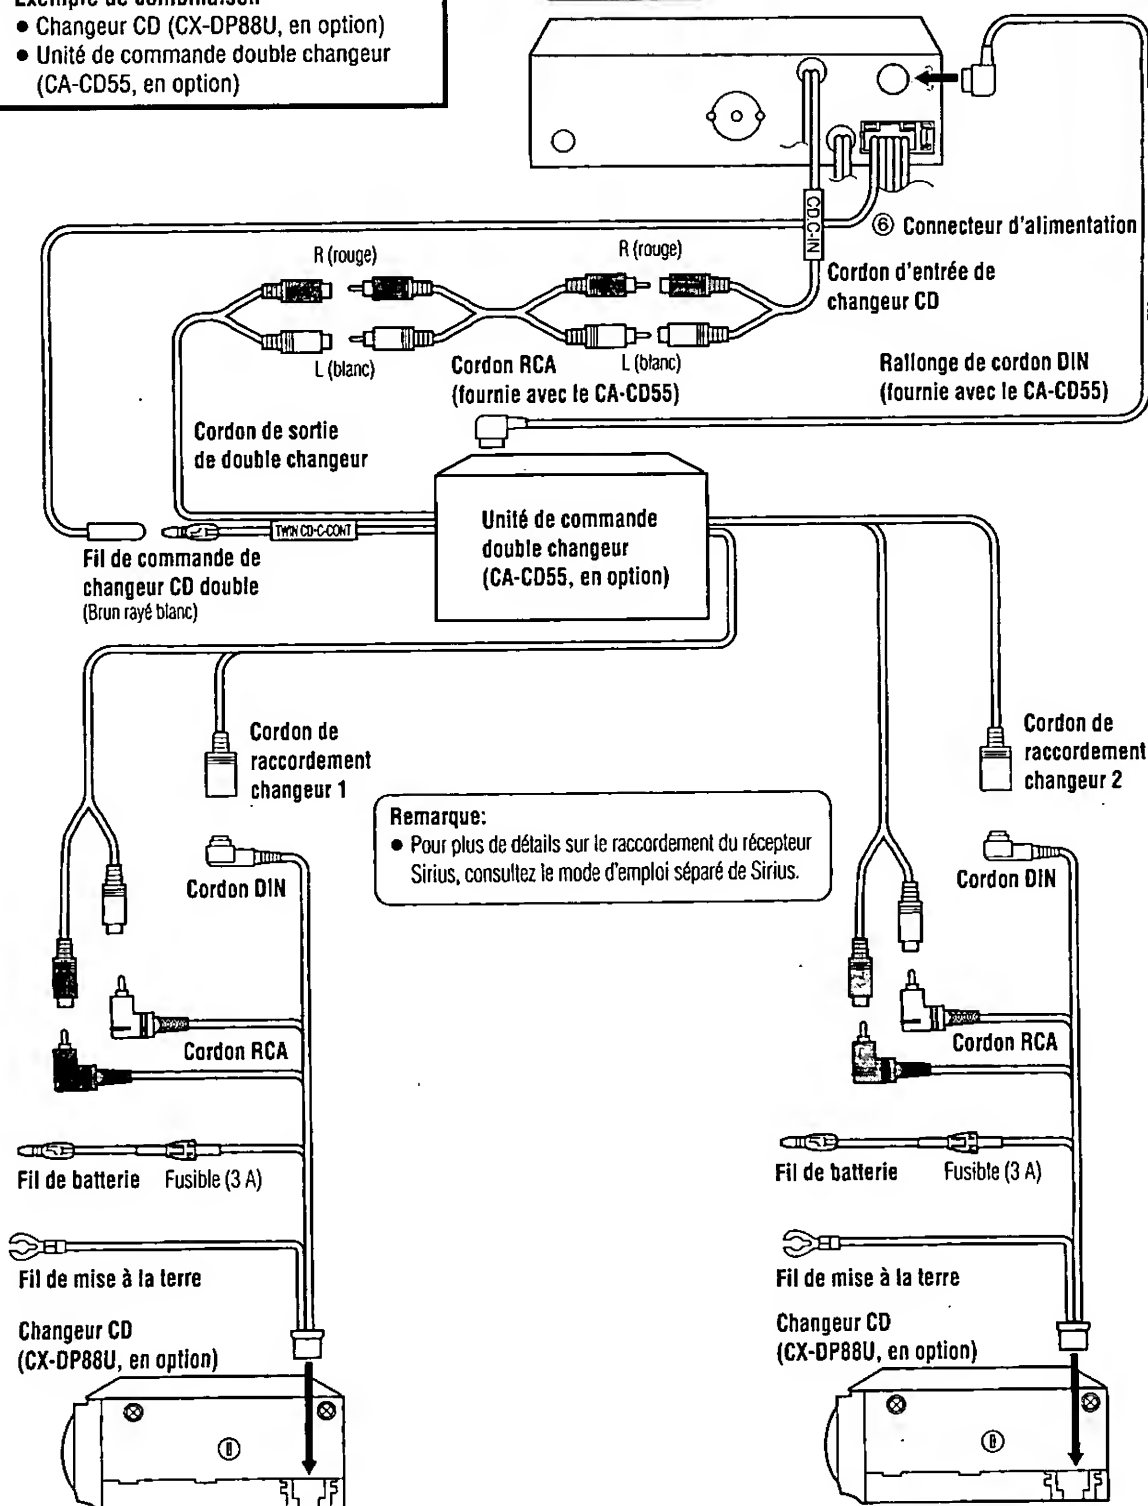 Exemple de combinaison
● Changeur CD (CX-DP88U, en option)
● Unité de commande double changeur
(CA-CD55, en option)
CD.C-IN
⑥ Connecteur d'alimentation
R (rouge)
R (rouge)
Cordon d'entrée de
changeur CD
L (blanc)
Cordon RCA
(fournie avec le CA-CD55)
L (blanc)
Rallonge de cordon DIN
(fournie avec le CA-CD55)
Cordon de sortie
de double changeur
TWIN CD-C-CONT
Fil de commande de
changeur CD double
(Brun rayé blanc)
Unité de commande
double changeur
(CA-CD55, en option)
Cordon de
raccordement
changeur 1
Cordon de
raccordement
changeur 2
Remarque:
● Pour plus de détails sur le raccordement du récepteur
Sirius, consultez le mode d'emploi séparé de Sirius.
Cordon DIN
Cordon DIN
Cordon RCA
Cordon RCA
Fil de batterie
Fusible (3 A)
Fil de batterie
Fusible (3 A)
Fil de mise à la terre
Fil de mise à la terre
Changeur CD
(CX-DP88U, en option)
Changeur CD
(CX-DP88U, en option)